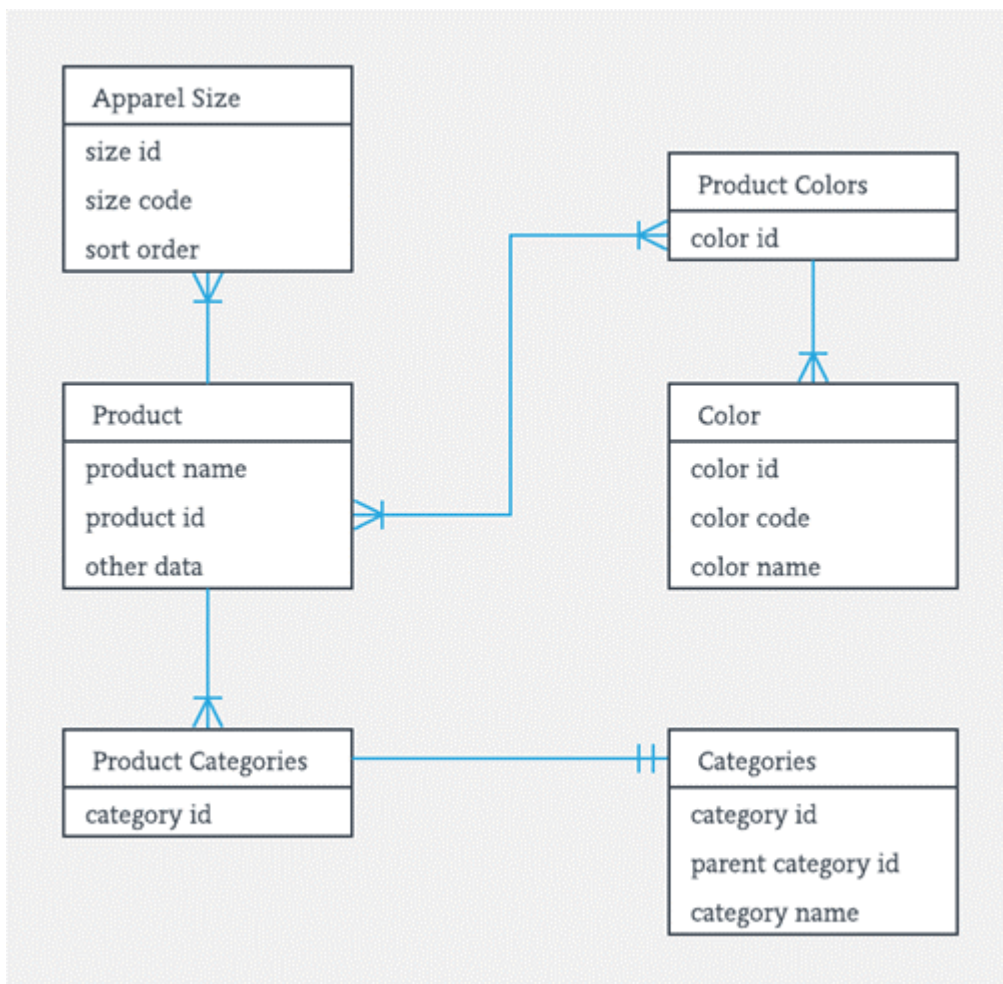 Apparel Size
size id
size code
sort order
Product Colors
color id
Product
product name
product id
other data
Color
color id
color code
color name
Product Categories
category id
Categories
category id
parent category id
category name